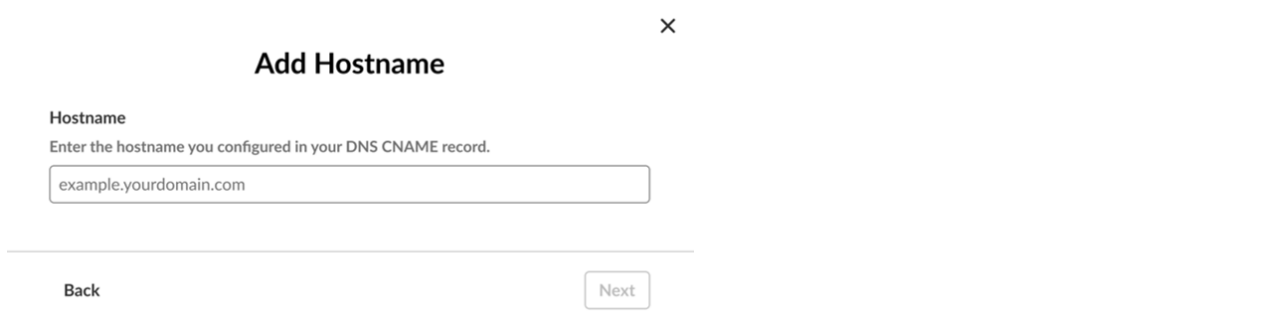 Add Hostname
Hostname
Enter the hostname you configured in your DNS CNAME record.
example.yourdomain.com
Back
Next